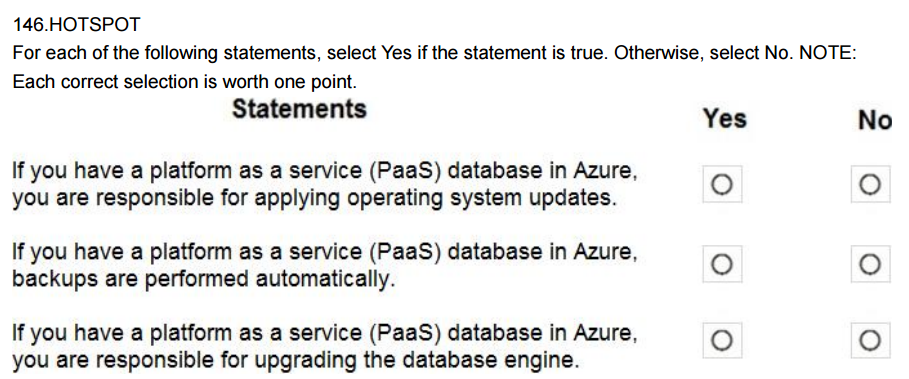 146.HOTSPOT
For each of the following statements, select Yes if the statement is true. Otherwise, select No. NOTE:
Each correct selection is worth one point.
Statements Yes No
If you have a platform as a service (PaaS) database in Azure,
you are responsible for applying operating system updates.
If you have a platform as a service (PaaS) database in Azure,
backups are performed automatically.
If you have a platform as a service (PaaS) database in Azure,
you are responsible for upgrading the database engine.